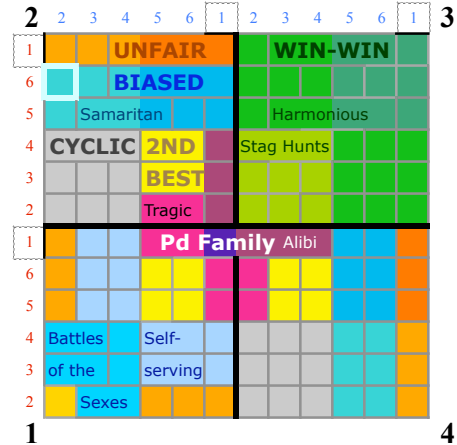 2 2 3 4 5 6 1 2 3 4 5 6 1 3
1 UNFAIR WIN-WIN
6 BIASED
5 Samaritan Harmonious
4 CYCLIC 2ND Stag Hunts
3 BEST
2 Tragic
1 Pd Family Alibi
6
5
4 Battles Self-
3 of the serving
2 Sexes
1 4